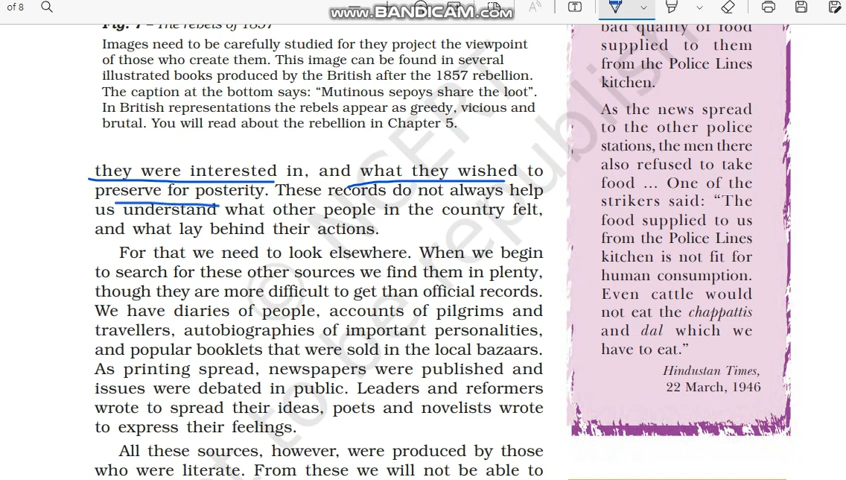 of 8
www.BANDICAM.com
Fig. 7 – The rebels of 1857
Images need to be carefully studied for they project the viewpoint
of those who create them. This image can be found in several
illustrated books produced by the British after the 1857 rebellion.
The caption at the bottom says: “Mutinous sepoys share the loot”.
In British representations the rebels appear as greedy, vicious and
brutal. You will read about the rebellion in Chapter 5.
they were interested in, and what they wished to
preserve for posterity. These records do not always help
us understand what other people in the country felt,
and what lay behind their actions.
For that we need to look elsewhere. When we begin
to search for these other sources we find them in plenty,
though they are more difficult to get than official records.
We have diaries of people, accounts of pilgrims and
travellers, autobiographies of important personalities,
and popular booklets that were sold in the local bazaars.
As printing spread, newspapers were published and
issues were debated in public. Leaders and reformers
wrote to spread their ideas, poets and novelists wrote
to express their feelings.
All these sources, however, were produced by those
who were literate. From these we will not be able to
bad quality of food
supplied to them
from the Police Lines
kitchen.
As the news spread
to the other police
stations, the men there
also refused to take
food ... One of the
strikers said: “The
food supplied to us
from the Police Lines
kitchen is not fit for
human consumption.
Even cattle would
not eat the chappattis
and dal which we
have to eat.”
Hindustan Times,
22 March, 1946
© NCERT
be republish